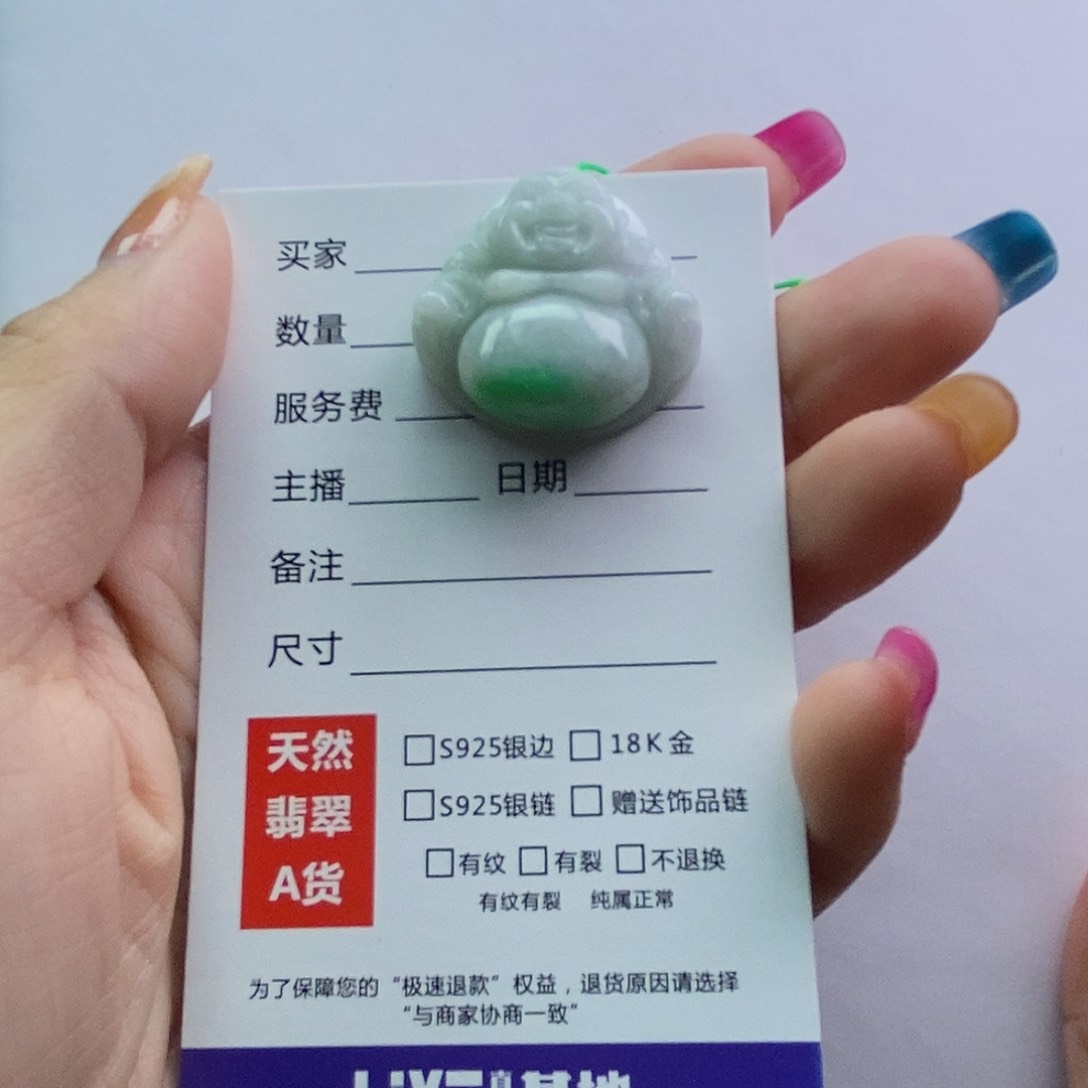 买家
数量
服务费
主播 日期
备注
尺寸
天然
翡翠
A货
S925银边 18K金
S925银链 赠送饰品链
有纹 有裂 不退换
有纹有裂 纯属正常
为了保障您的“极速退款”权益，退货原因请选择
“与商家协商一致”